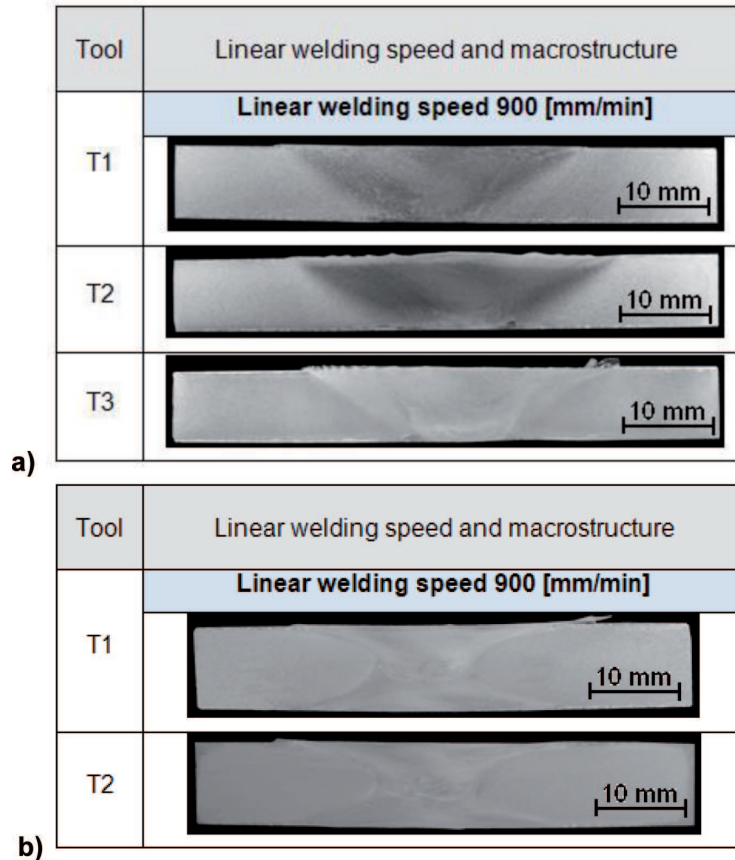 Tool Linear welding speed and macrostructure
Linear welding speed 900 [mm/min]
T1
10 mm
T2
10 mm
T3
10 mm
a)
Tool Linear welding speed and macrostructure
Linear welding speed 900 [mm/min]
T1
10 mm
T2
10 mm
b)